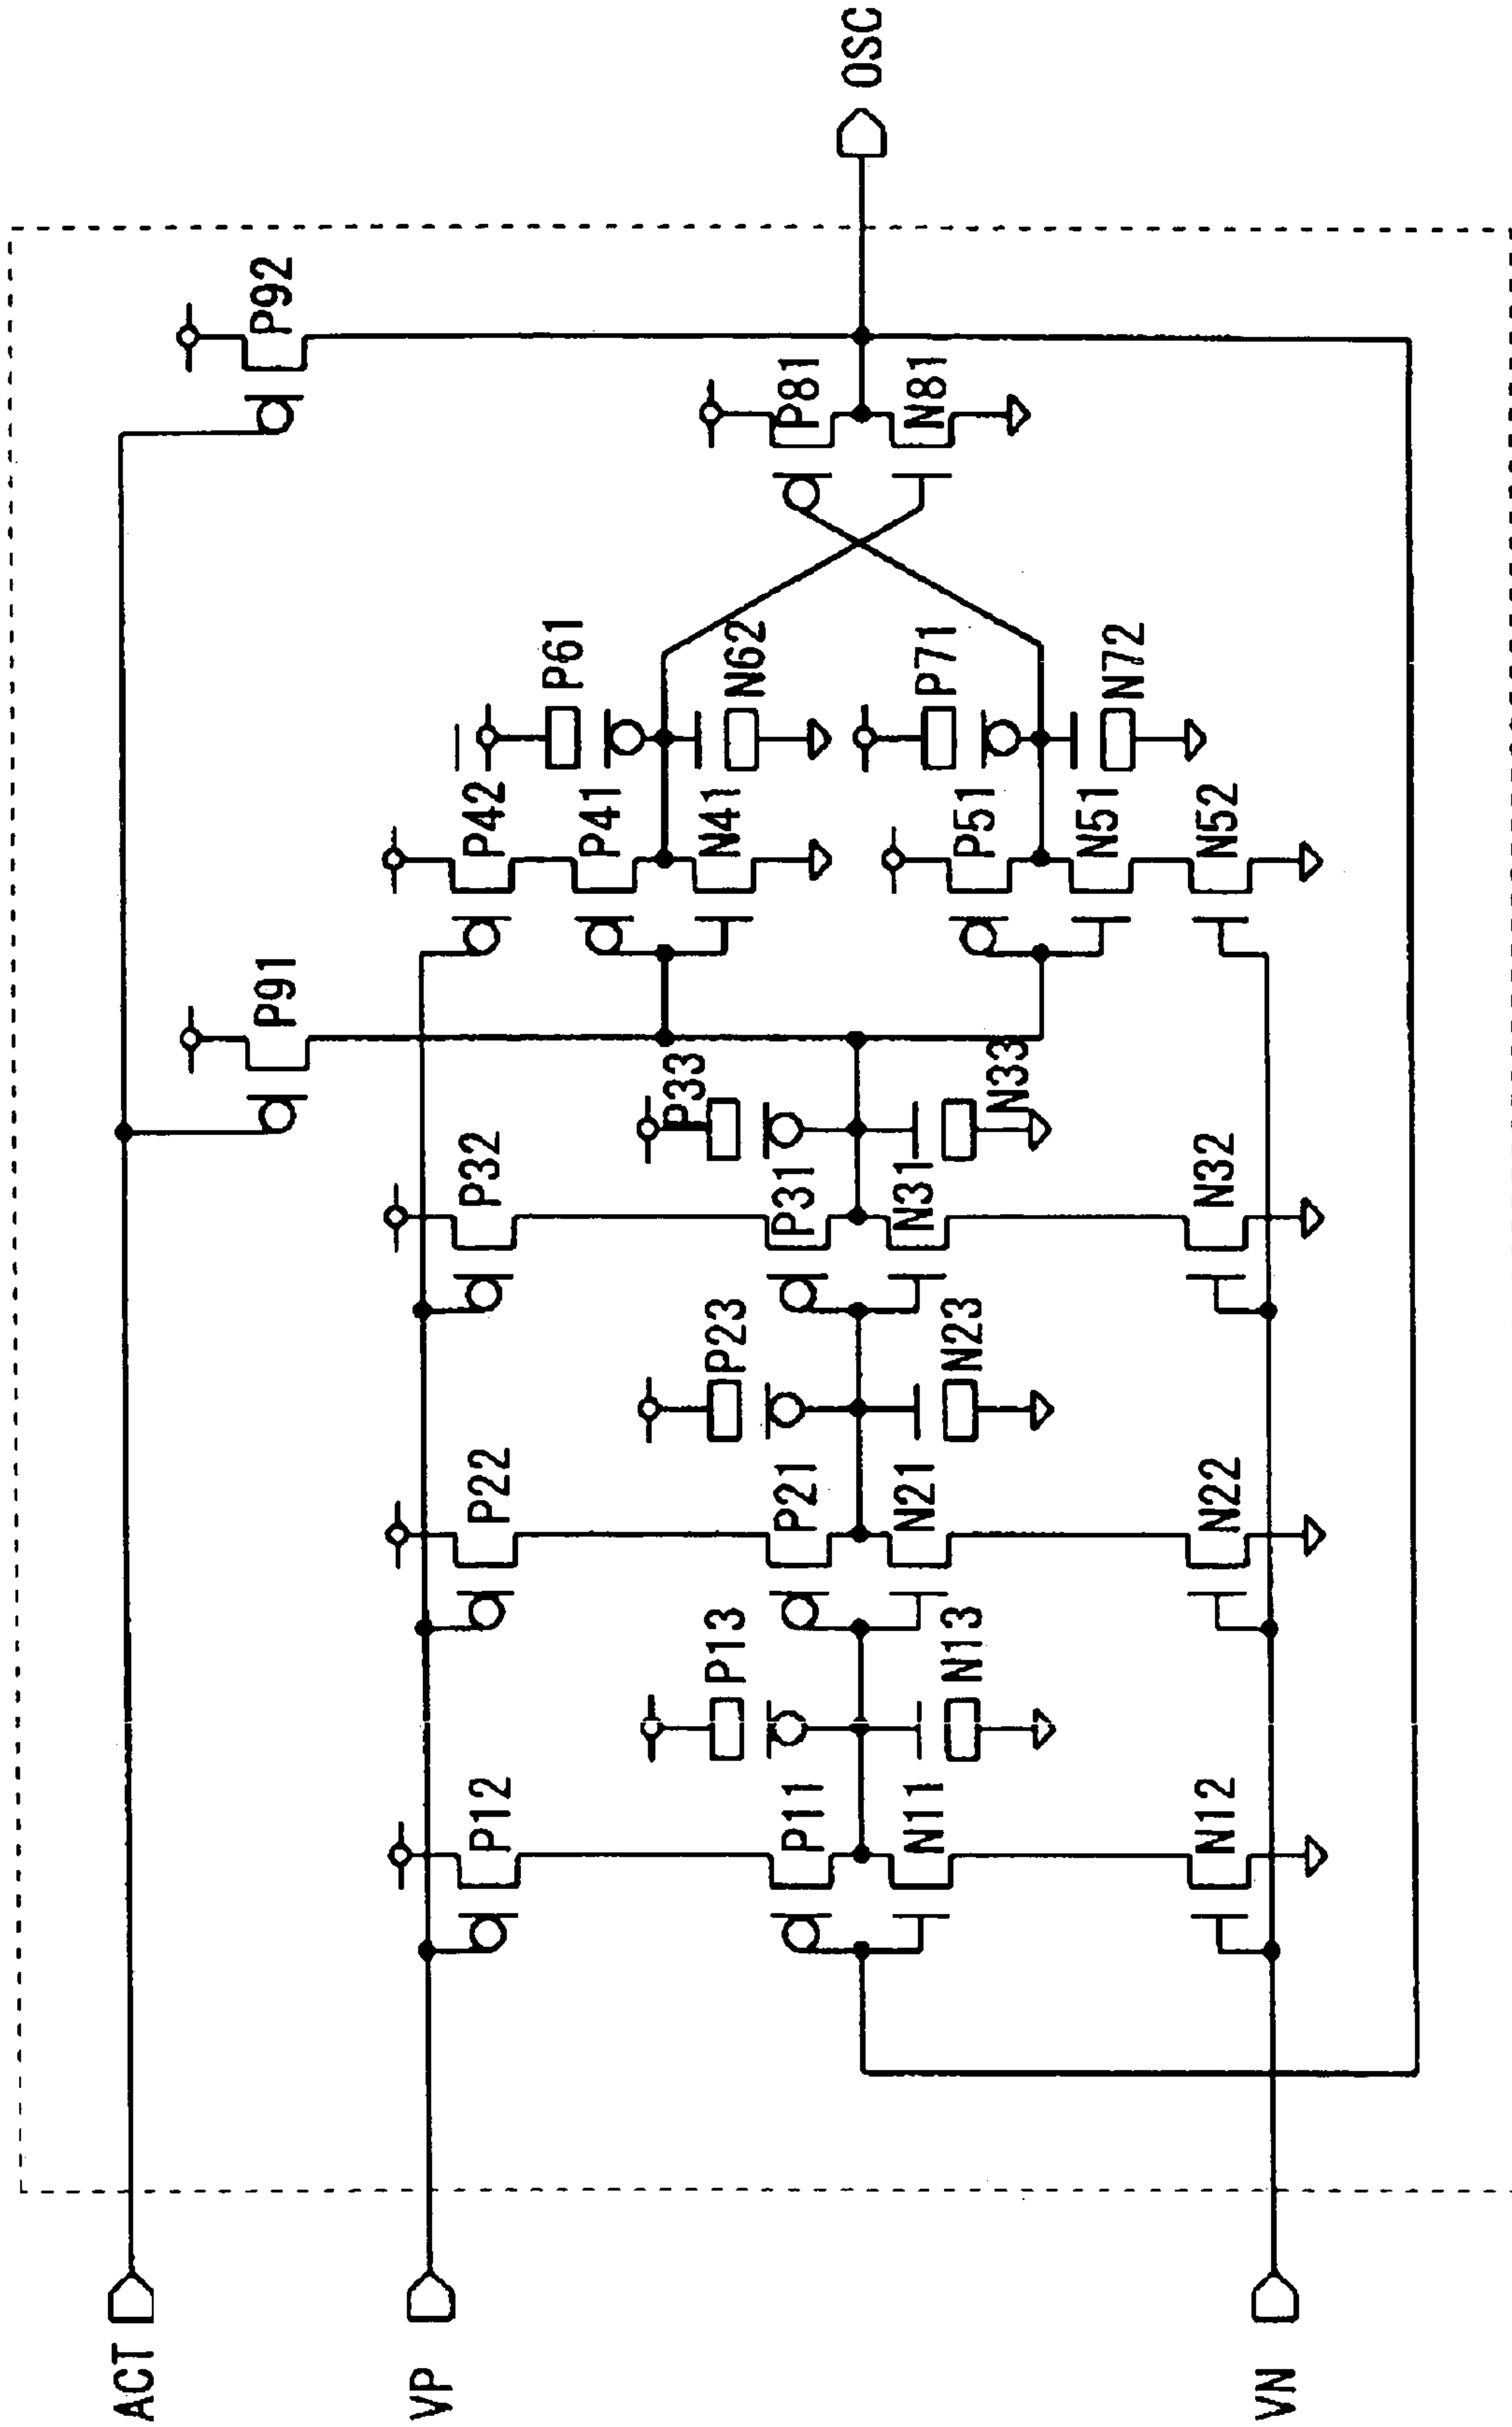 ACT
VP
VN
P12
P11
N11
N12
P13
N13
P22
P21
N21
N22
P23
N23
P32
P31
N31
N32
P33
N33
P91
P42
P41
N41
P51
N51
N52
P61
N62
P71
N72
P81
N81
P92
OSC